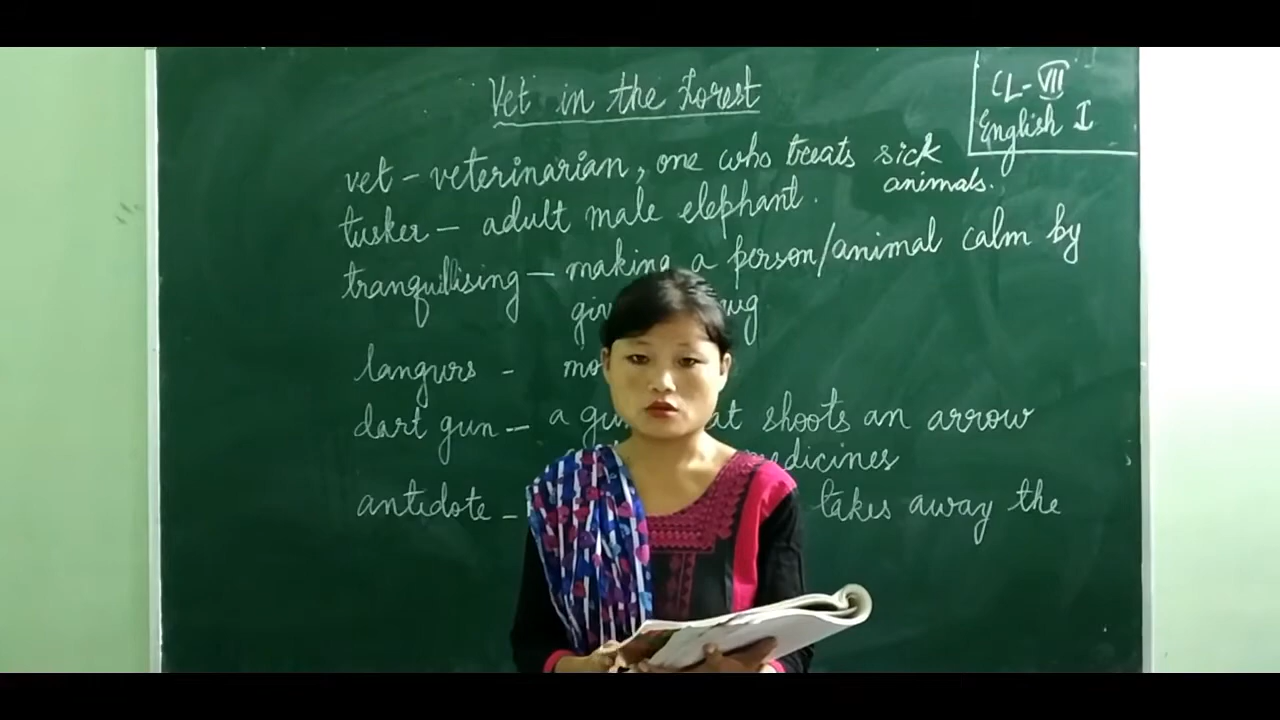 Vet in the Forest
CL-VII
English I
vet - veterinarian, one who treats sick
animals.
tusker - adult male elephant.
tranquillising - making a person/animal calm by
langurs -
dart gun - a shoots an arrow
medicines
antidote - takes away the